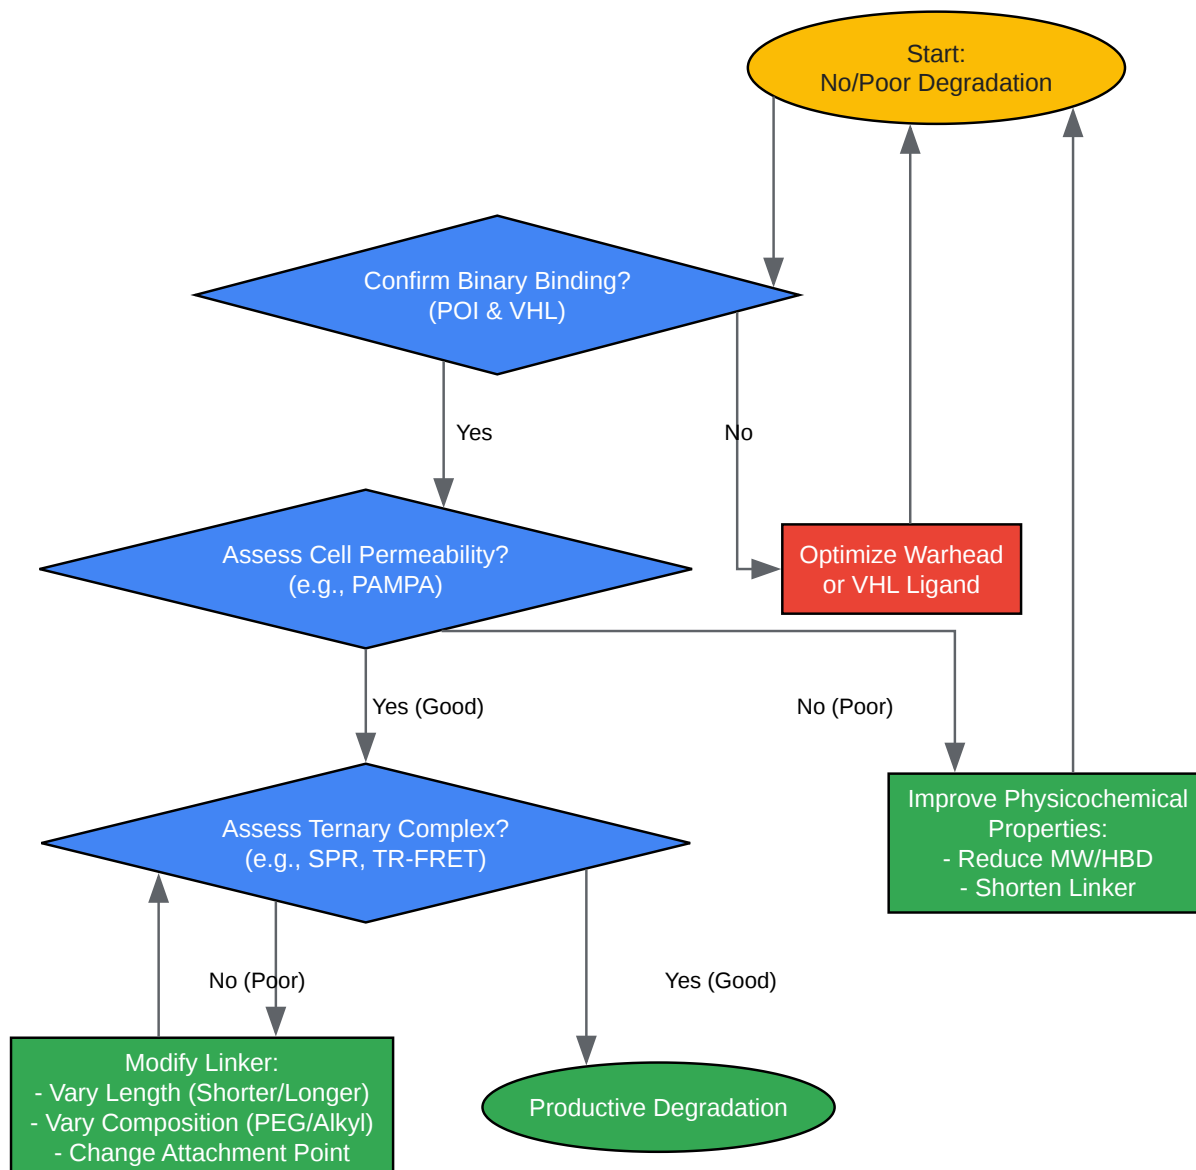 Start:
No/Poor Degradation
Confirm Binary Binding?
(POI & VHL)
Yes
No
Assess Cell Permeability?
(e.g., PAMPA)
Optimize Warhead
or VHL Ligand
Yes (Good)
No (Poor)
Assess Ternary Complex?
(e.g., SPR, TR-FRET)
Improve Physicochemical
Properties:
- Reduce MW/HBD
- Shorten Linker
No (Poor)
Yes (Good)
Modify Linker:
- Vary Length (Shorter/Longer)
- Vary Composition (PEG/Alkyl)
- Change Attachment Point
Productive Degradation